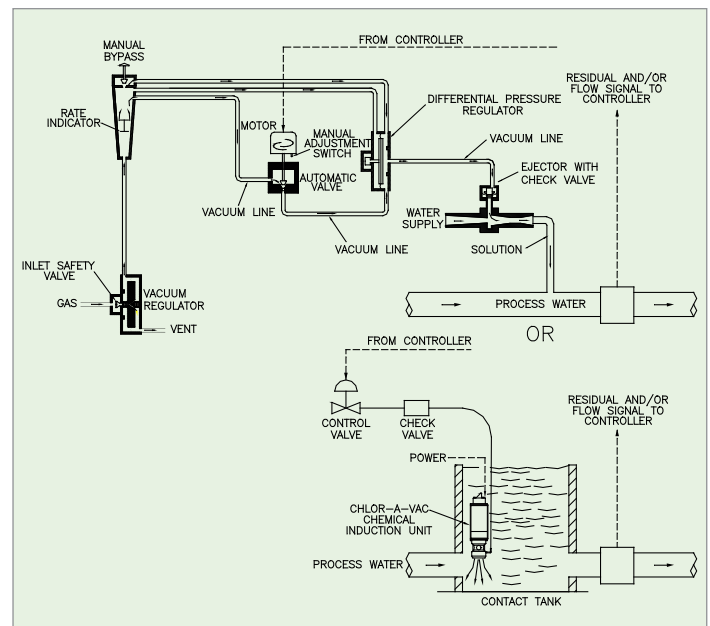 FROM CONTROLLER
MANUAL
BYPASS
RESIDUAL AND/OR
FLOW SIGNAL TO
CONTROLLER
RATE
INDICATOR
MOTOR
MANUAL
ADJUSTMENT
SWITCH
DIFFERENTIAL PRESSURE
REGULATOR
VACUUM LINE
EJECTOR WITH
CHECK VALVE
AUTOMATIC
VALVE
VACUUM LINE
WATER
SUPPLY
VACUUM LINE
SOLUTION
INLET SAFETY
VALVE
GAS
VACUUM
REGULATOR
VENT
PROCESS WATER
OR
FROM CONTROLLER
CONTROL
VALVE
CHECK
VALVE
RESIDUAL AND/OR
FLOW SIGNAL TO
CONTROLLER
POWER
CHLOR-A-VAC
CHEMICAL
INDUCTION UNIT
PROCESS WATER
CONTACT TANK